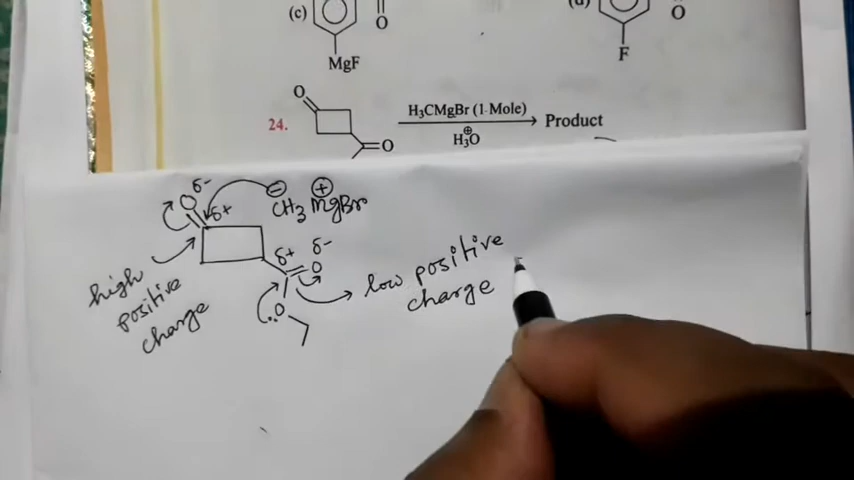 (c)
O
(d)
O
MgF
F
24.
O
H₃CMgBr (1 Mole)
Product
H₃O⊕
O
O δ-
δ+
⊖ ⊕
CH₃ MgBr
high
positive
charge
δ+
δ-
O
:O
low positive
charge